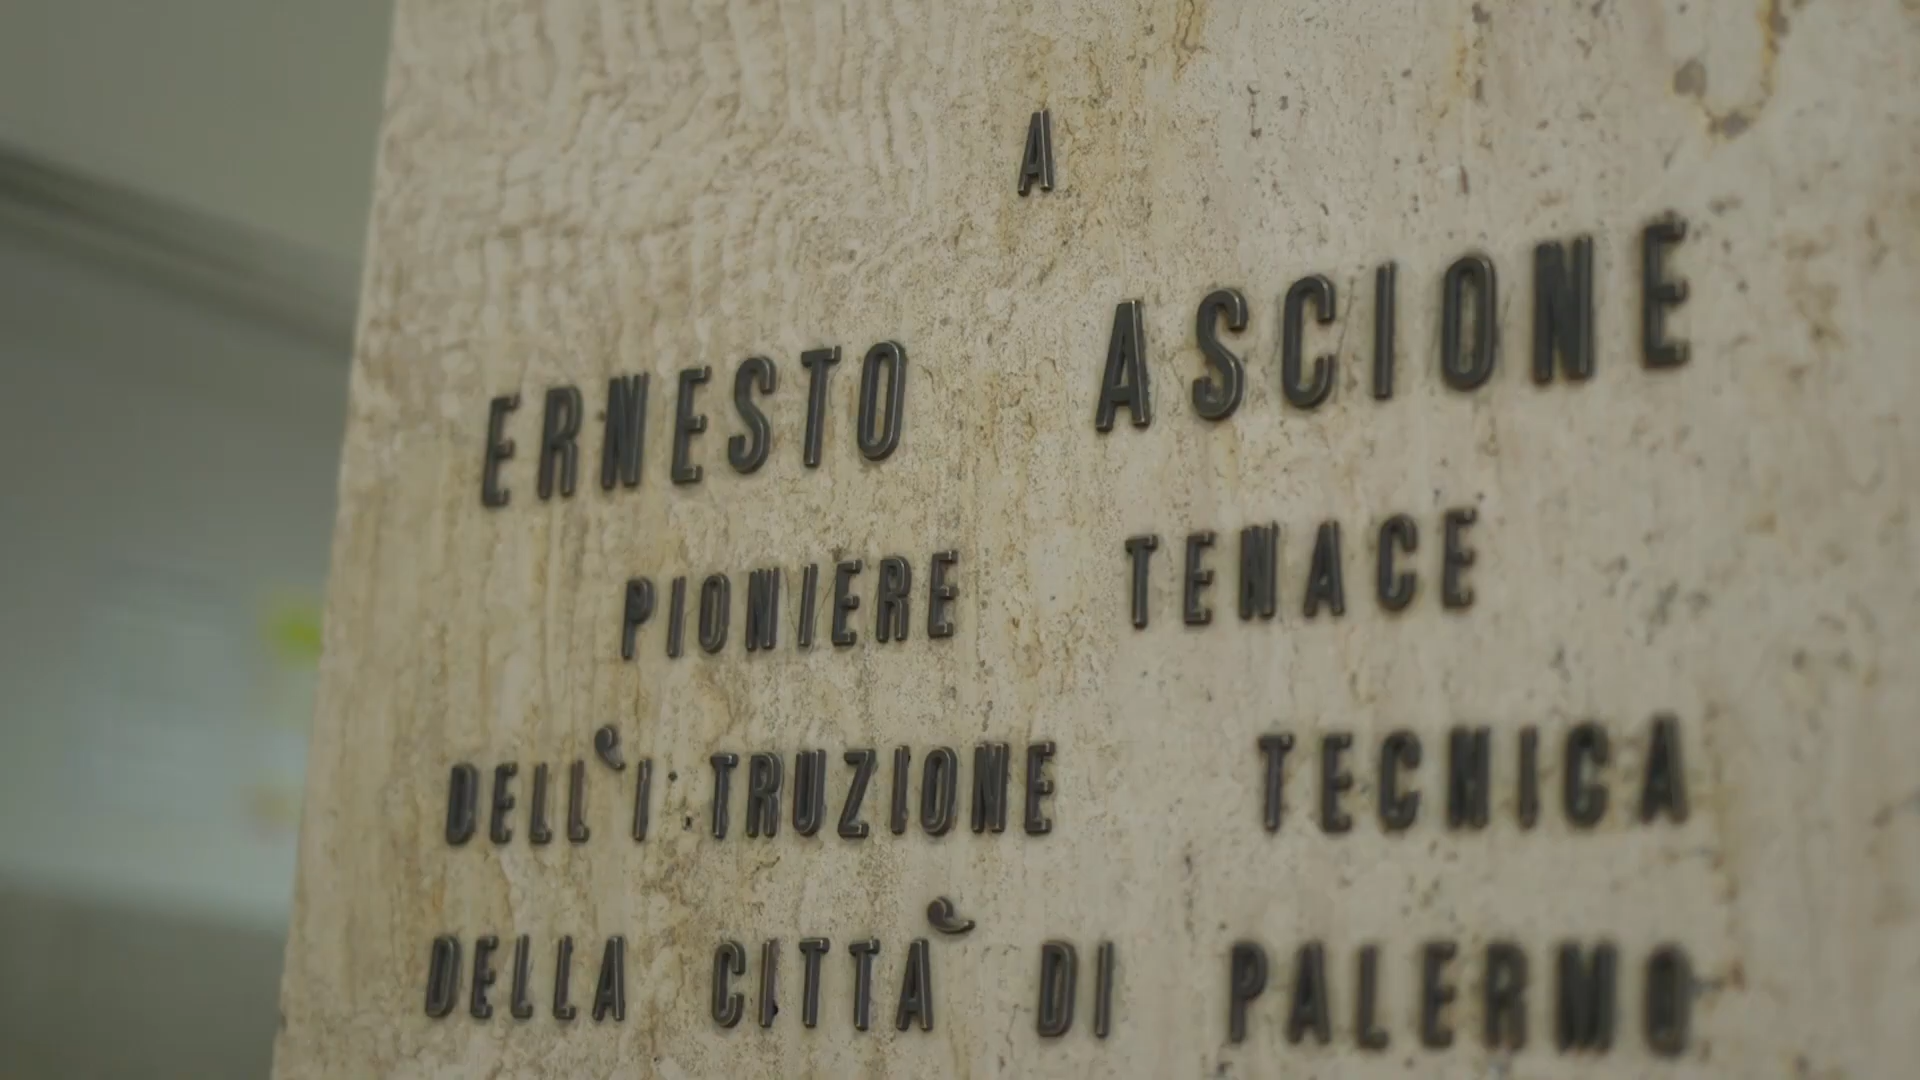 A
ERNESTO ASCIONE
PIONIERE TENACE
DELL'I TRUZIONE TECNICA
DELLA CITTÀ DI PALERMO